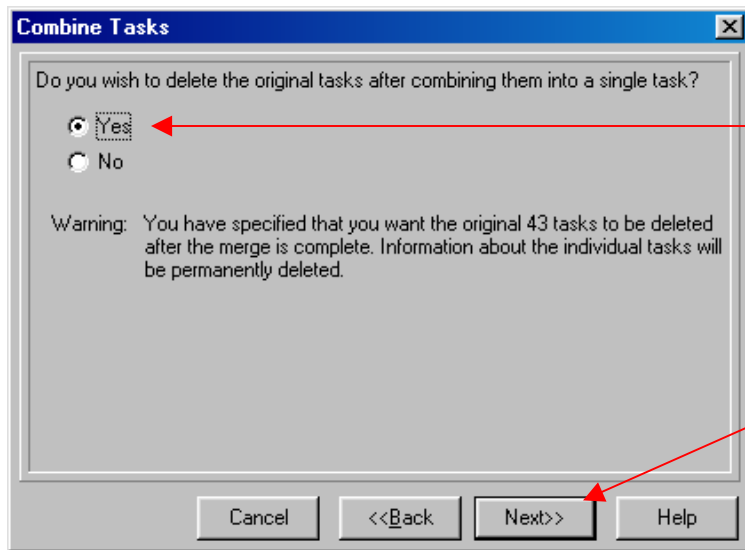 Combine Tasks
Do you wish to delete the original tasks after combining them into a single task?
Yes
No
Warning: You have specified that you want the original 43 tasks to be deleted
after the merge is complete. Information about the individual tasks will
be permanently deleted.
Cancel <<Back Next>> Help